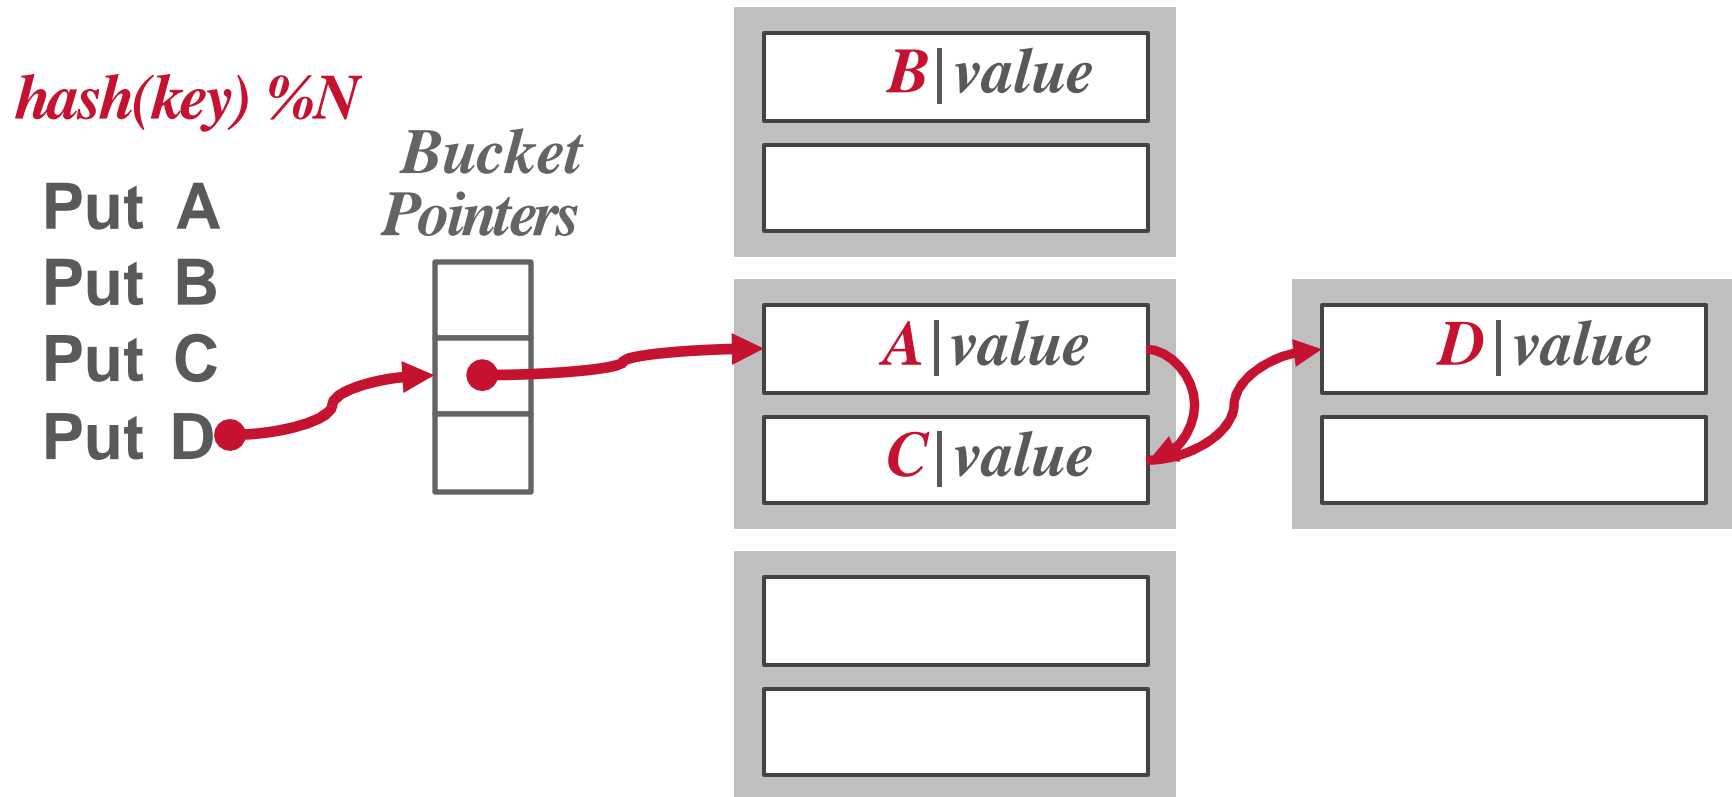 hash(key) %N
Put A
Put B
Put C
Put D
Bucket
Pointers
B|value
A|value
C|value
D|value